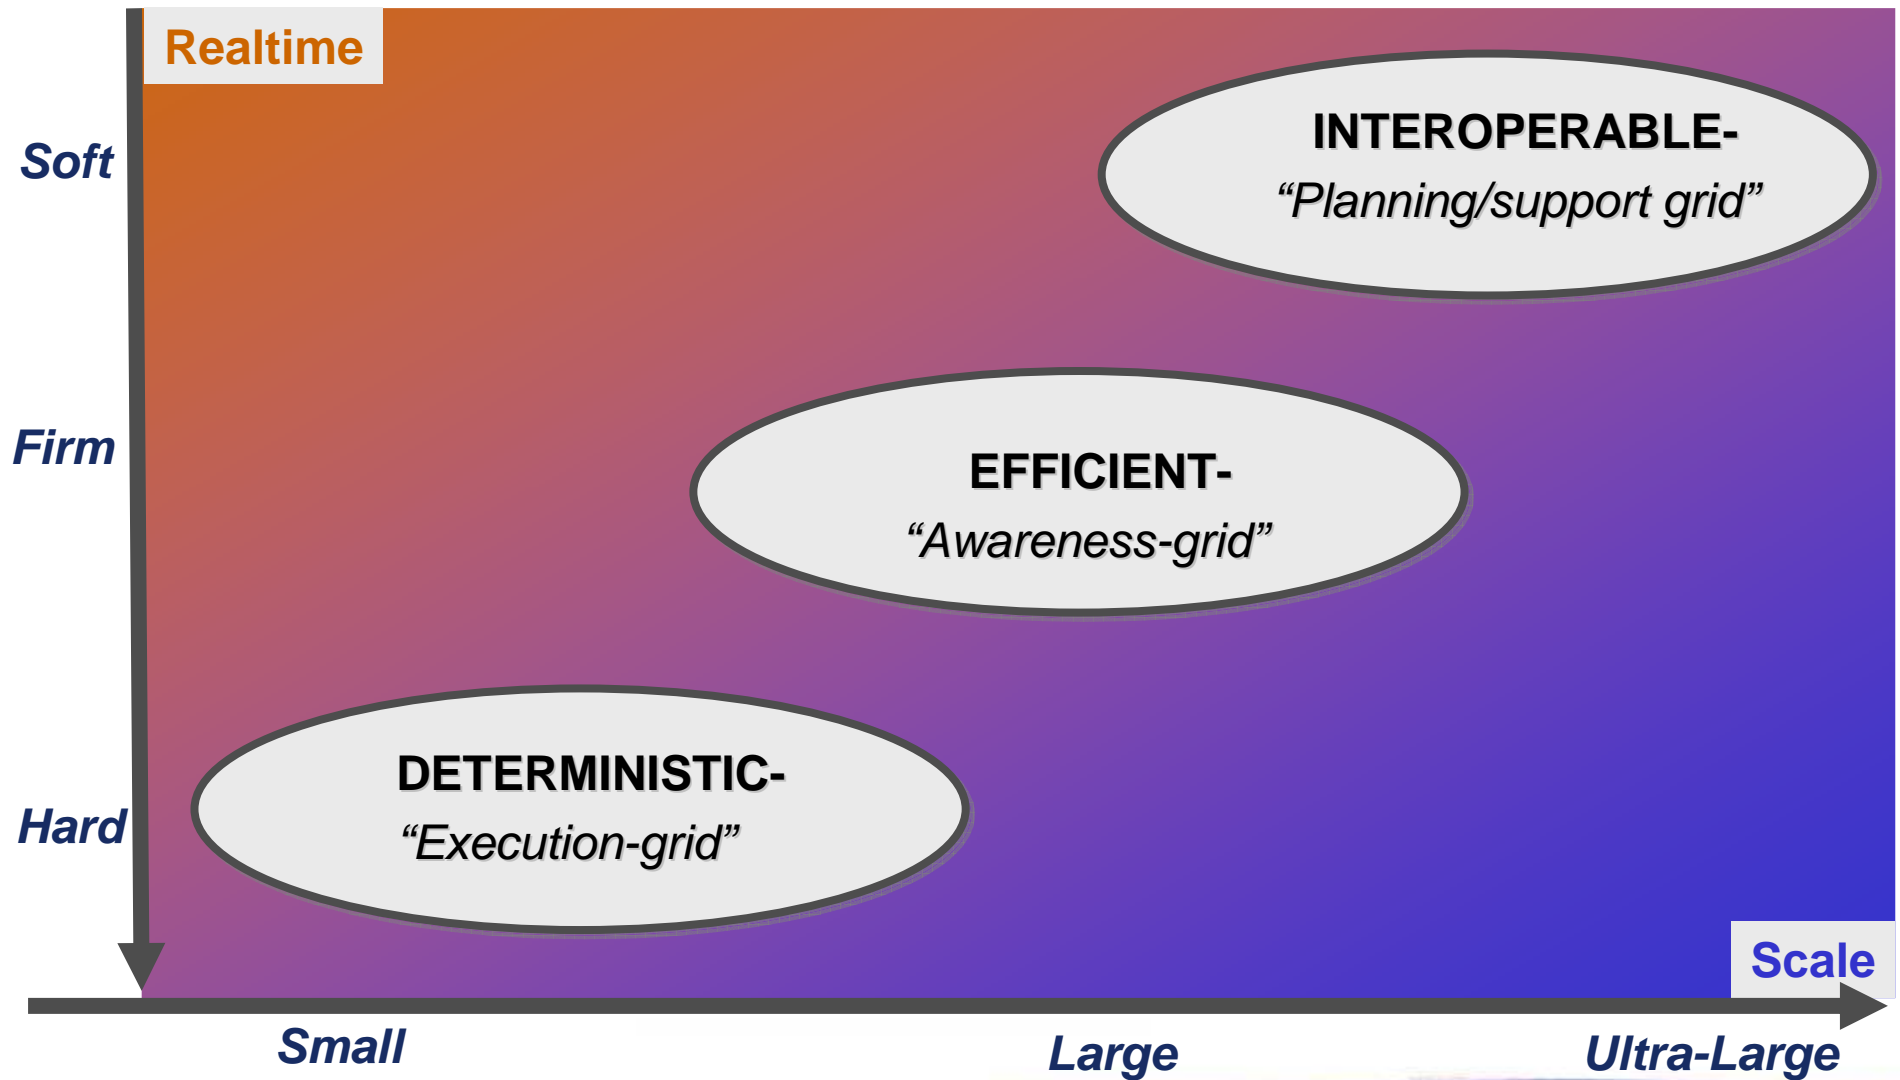 Realtime
Soft
INTEROPERABLE-
“Planning/support grid”
Firm
EFFICIENT-
“Awareness-grid”
Hard
DETERMINISTIC-
“Execution-grid”
Scale
Small
Large
Ultra-Large